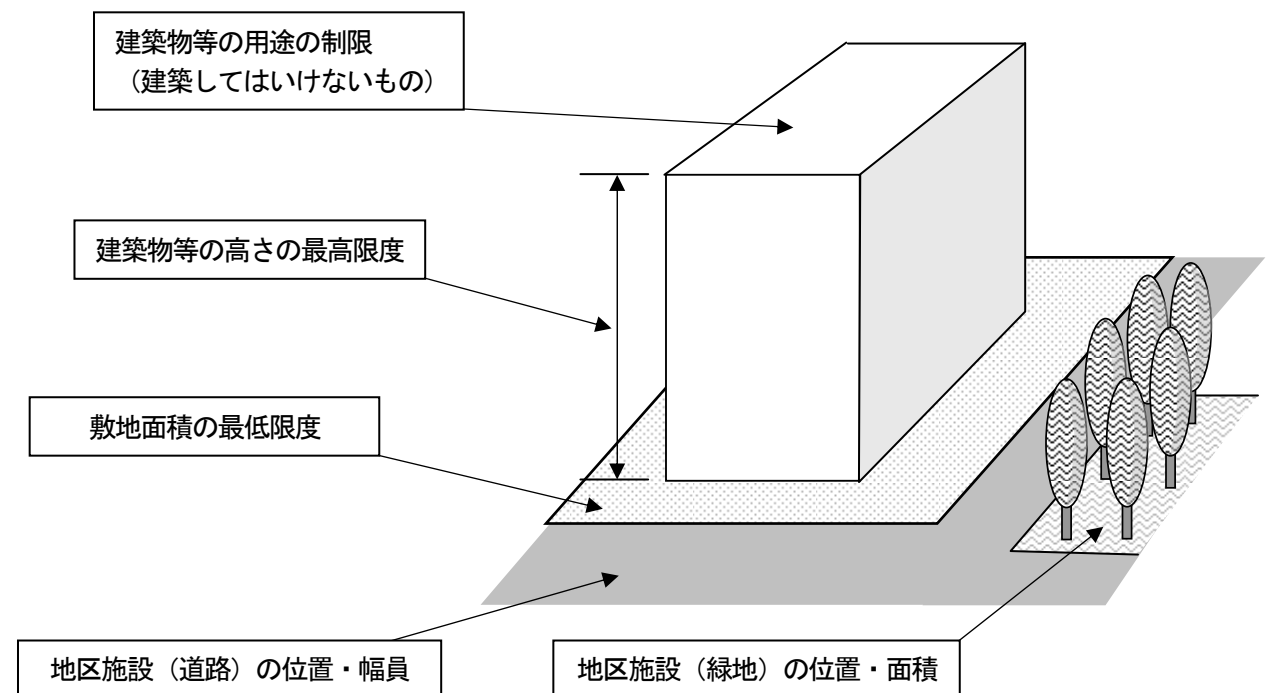 建築物等の用途の制限
（建築してはいけないもの）
建築物等の高さの最高限度
敷地面積の最低限度
地区施設（道路）の位置・幅員
地区施設（緑地）の位置・面積